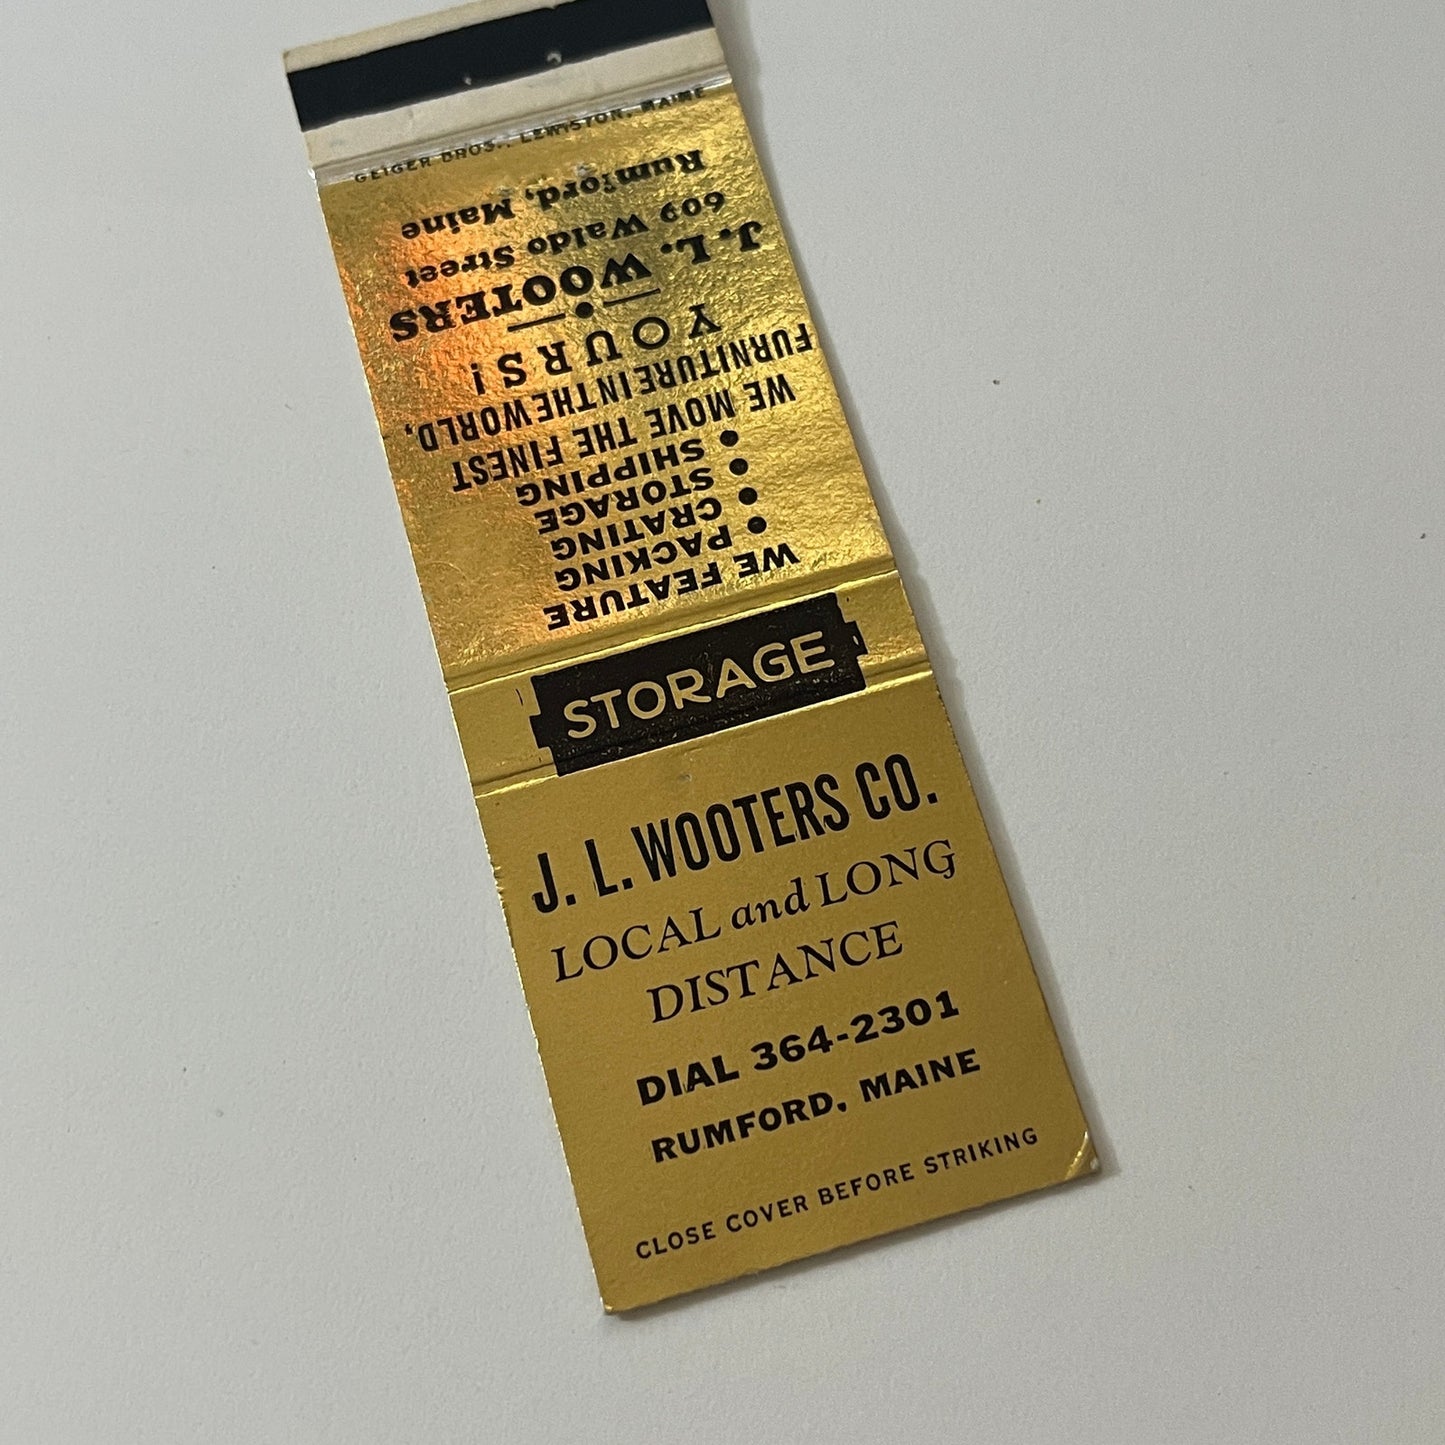 GEIGER BROS., LEWISTON, MAINE
WE FEATURE
• PACKING
• CRATING
• STORAGE
• SHIPPING
WE MOVE THE FINEST
FURNITURE IN THE WORLD,
YOURS!
J. L. WOOTERS
609 Waldo Street
Rumford, Maine
STORAGE
J. L. WOOTERS CO.
LOCAL and LONG
DISTANCE
DIAL 364-2301
RUMFORD, MAINE
CLOSE COVER BEFORE STRIKING